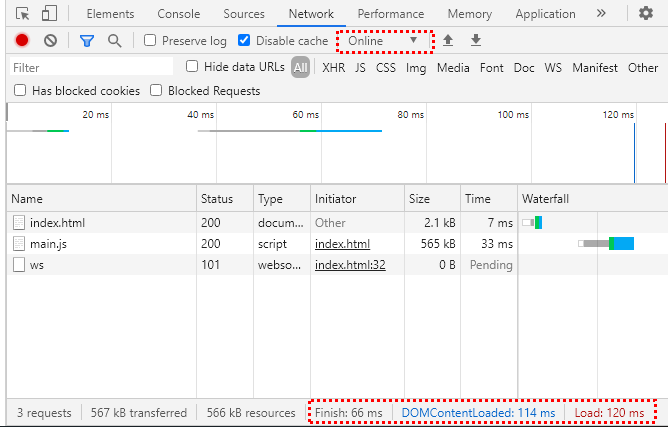 Elements Console Sources Network Performance Memory Application »
Preserve log Disable cache Online
Filter Hide data URLs All XHR JS CSS Img Media Font Doc WS Manifest Other
Has blocked cookies Blocked Requests
20 ms 40 ms 60 ms 80 ms 100 ms 120 ms
Name Status Type Initiator Size Time Waterfall
index.html 200 docum... Other 2.1 kB 7 ms
main.js 200 script index.html 565 kB 33 ms
ws 101 webso... index.html:32 0 B Pending
3 requests 567 kB transferred 566 kB resources Finish: 66 ms DOMContentLoaded: 114 ms Load: 120 ms